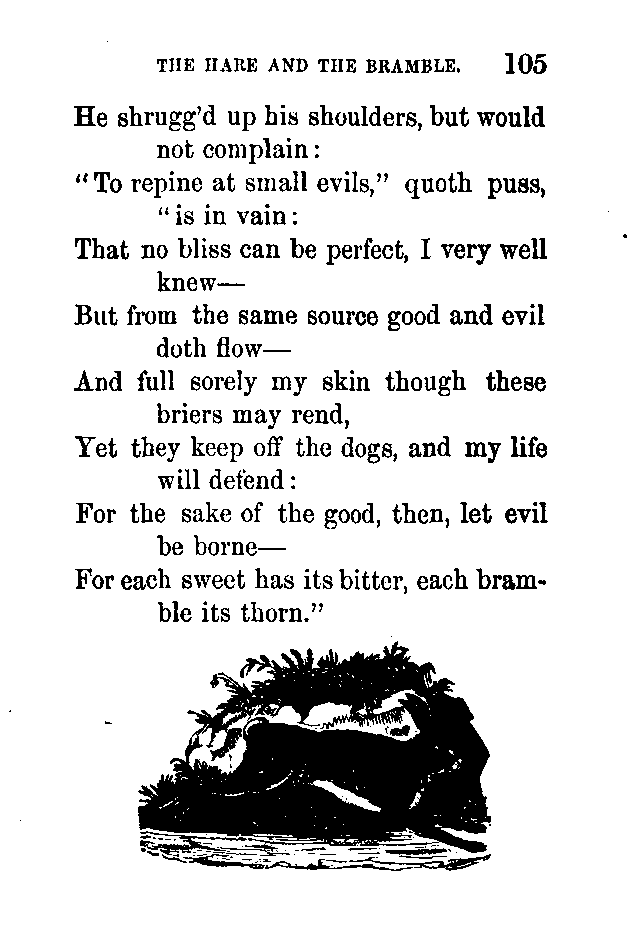 THE HARE AND THE BRAMBLE. 105
He shrugg'd up his shoulders, but would
not complain:
"To repine at small evils," quoth puss,
"is in vain:
That no bliss can be perfect, I very well
knew—
But from the same source good and evil
doth flow—
And full sorely my skin though these
briers may rend,
Yet they keep off the dogs, and my life
will defend:
For the sake of the good, then, let evil
be borne—
For each sweet has its bitter, each bram-
ble its thorn."